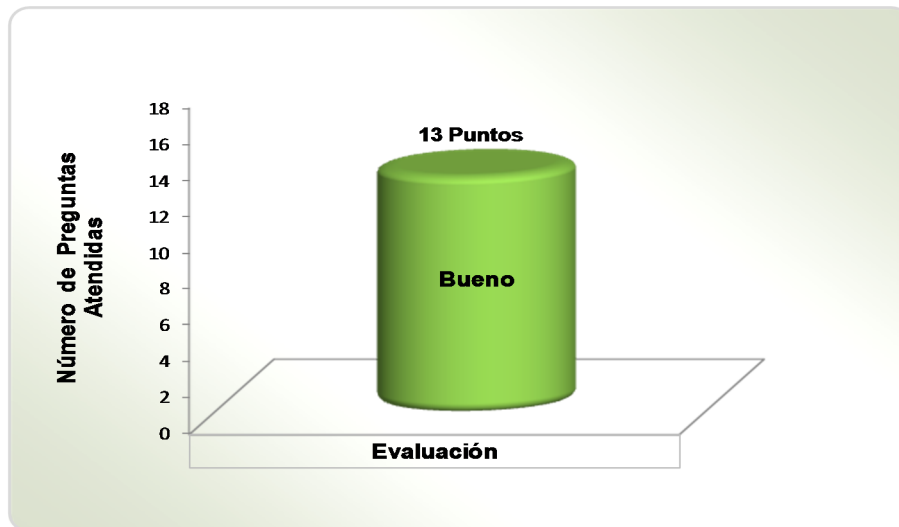 Número de Preguntas
Atendidas
18
16
14
12
10
8
6
4
2
0
13 Puntos
Bueno
Evaluación